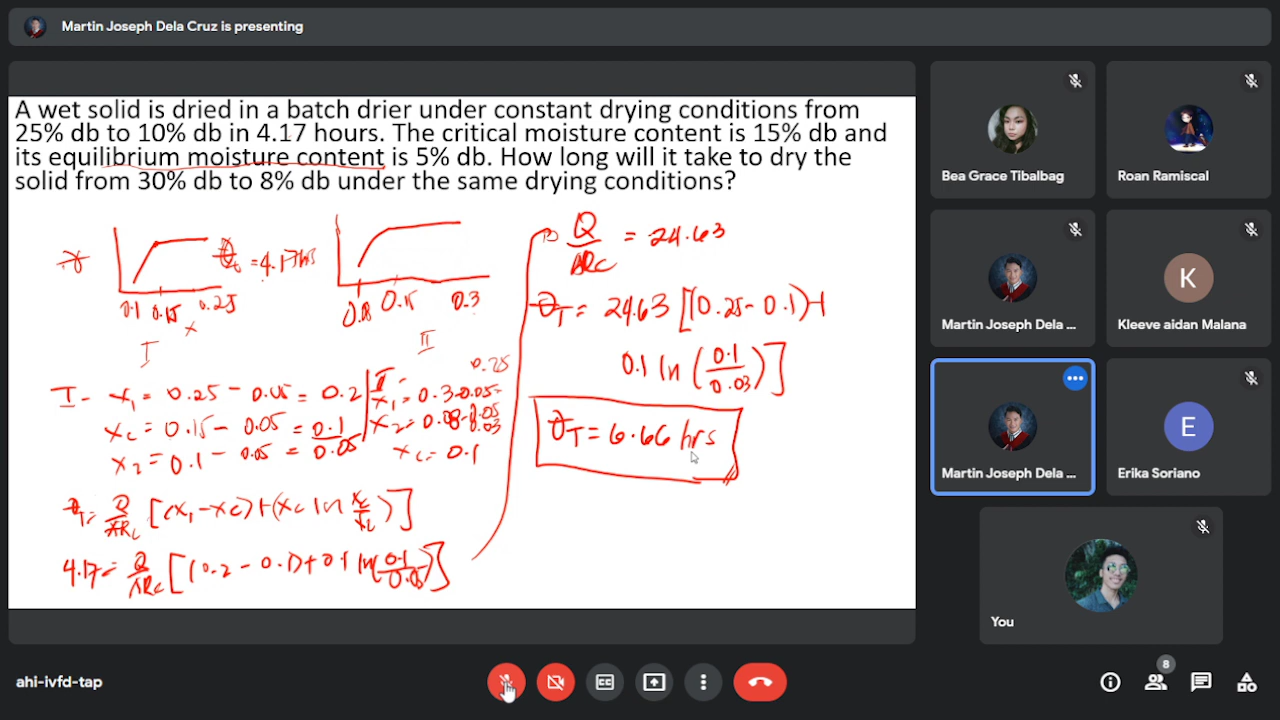 Martin Joseph Dela Cruz is presenting
A wet solid is dried in a batch drier under constant drying conditions from
25% db to 10% db in 4.17 hours. The critical moisture content is 15% db and
its equilibrium moisture content is 5% db. How long will it take to dry the
solid from 30% db to 8% db under the same drying conditions?
= 4.17 hrs
0.1 0.15 0.25
x
I
0.08 0.15 0.3
II
I - x₁ = 0.25 - 0.05 = 0.2
xc = 0.15 - 0.05 = 0.1
x₂ = 0.1 - 0.05 = 0.05
0.25
II -
x₁ = 0.3 - 0.05 =
x₂ = 0.08 - 0.05
0.03
xc = 0.1
[(x₁ - xc) + (xc ln
4.17 = Q/ARc [(0.2 - 0.1) + 0.1 ln(0.1/0.05)]
Q/ARc = 24.63
θT = 24.63 [(0.25 - 0.1) +
0.1 ln (0.1/0.03)]
θT = 6.66 hrs
Bea Grace Tibalbag
Roan Ramiscal
Martin Joseph Dela ...
K
Kleeve aidan Malana
Martin Joseph Dela ...
E
Erika Soriano
You
ahi-ivfd-tap
8